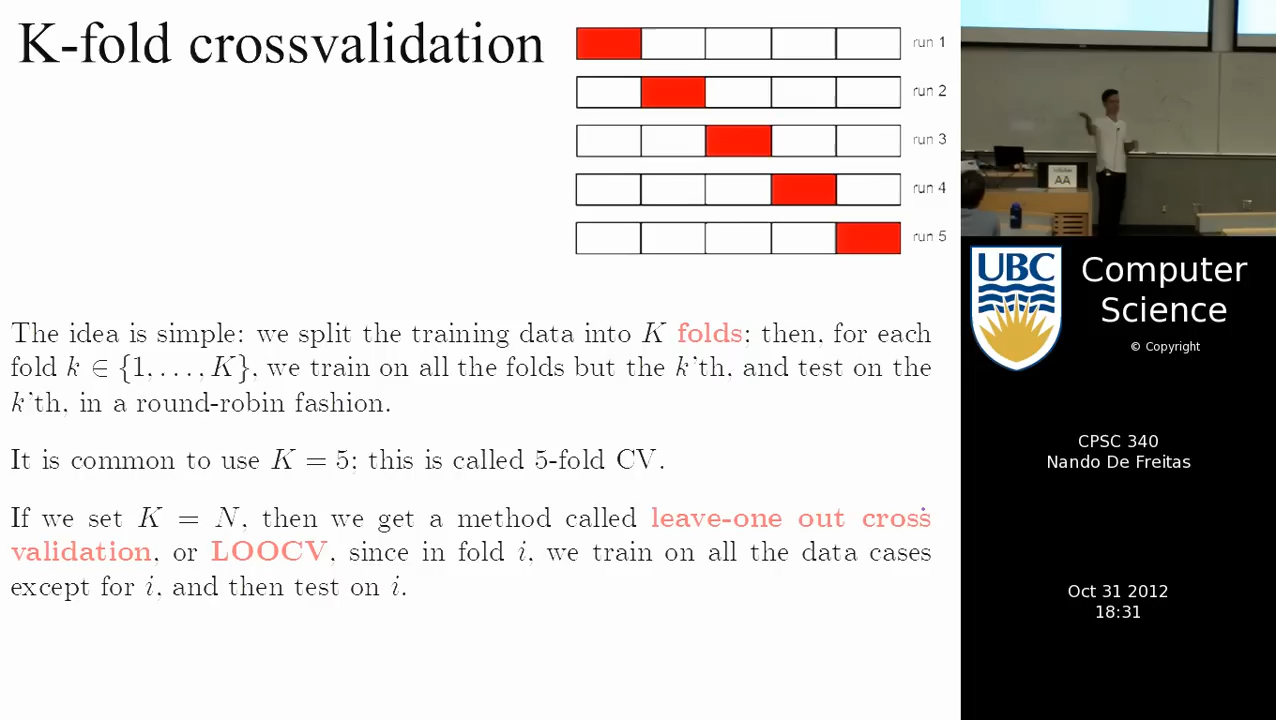 K-fold crossvalidation
run 1
run 2
run 3
run 4
run 5
The idea is simple: we split the training data into K folds; then, for each
fold k ∈ {1, . . . , K}, we train on all the folds but the k'th, and test on the
k'th, in a round-robin fashion.
It is common to use K = 5; this is called 5-fold CV.
If we set K = N, then we get a method called leave-one out cross
validation, or LOOCV, since in fold i, we train on all the data cases
except for i, and then test on i.
AA
UBC
Computer
Science
© Copyright
CPSC 340
Nando De Freitas
Oct 31 2012
18:31